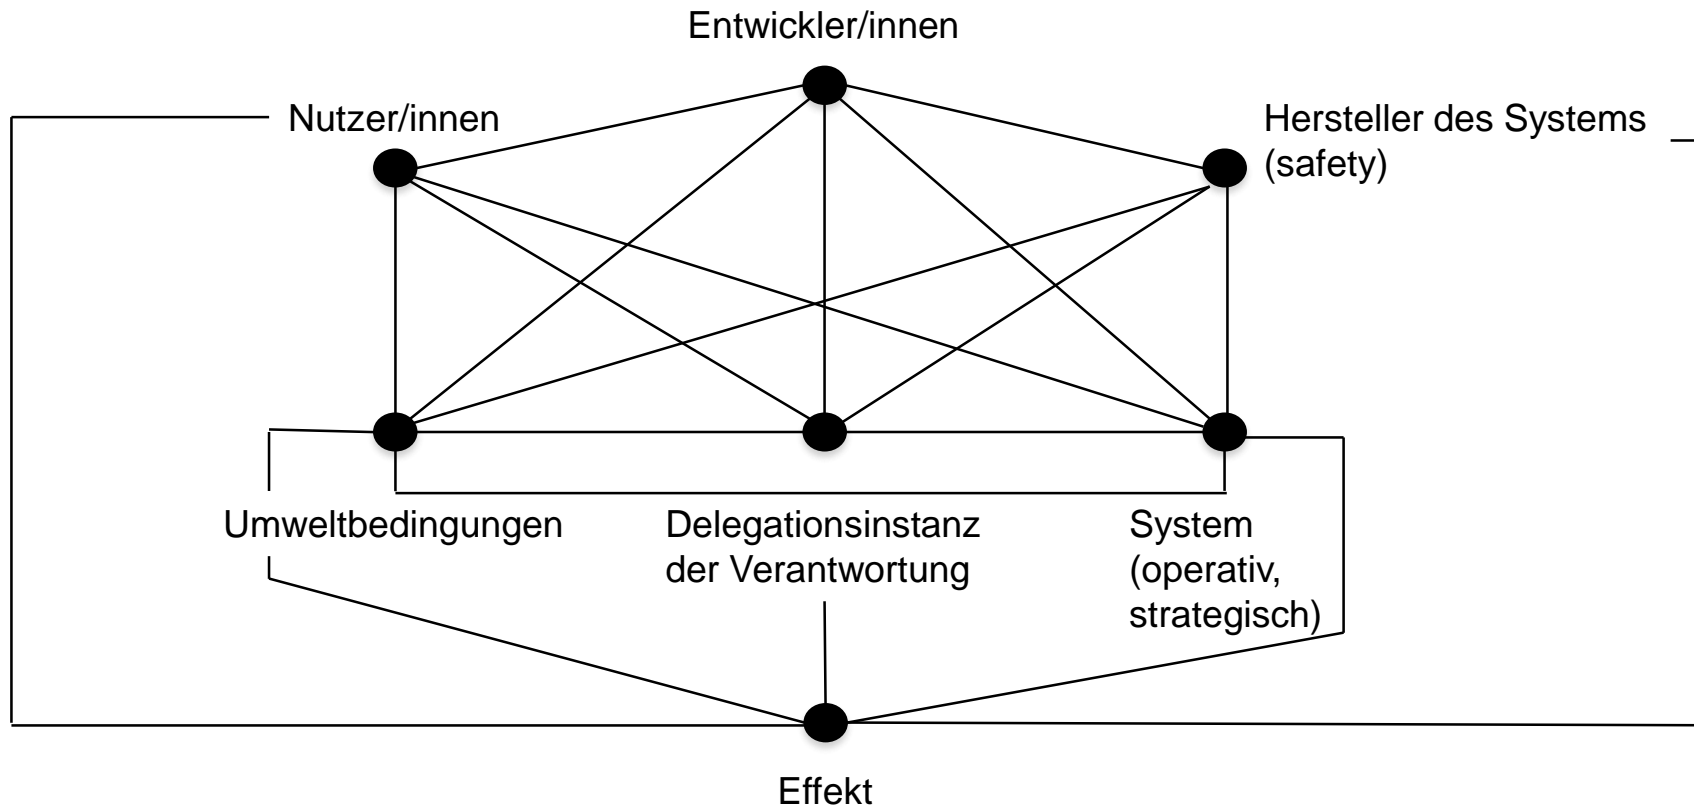 Entwickler/innen
Nutzer/innen
Hersteller des Systems
(safety)
Umweltbedingungen
Delegationsinstanz
der Verantwortung
System
(operativ,
strategisch)
Effekt